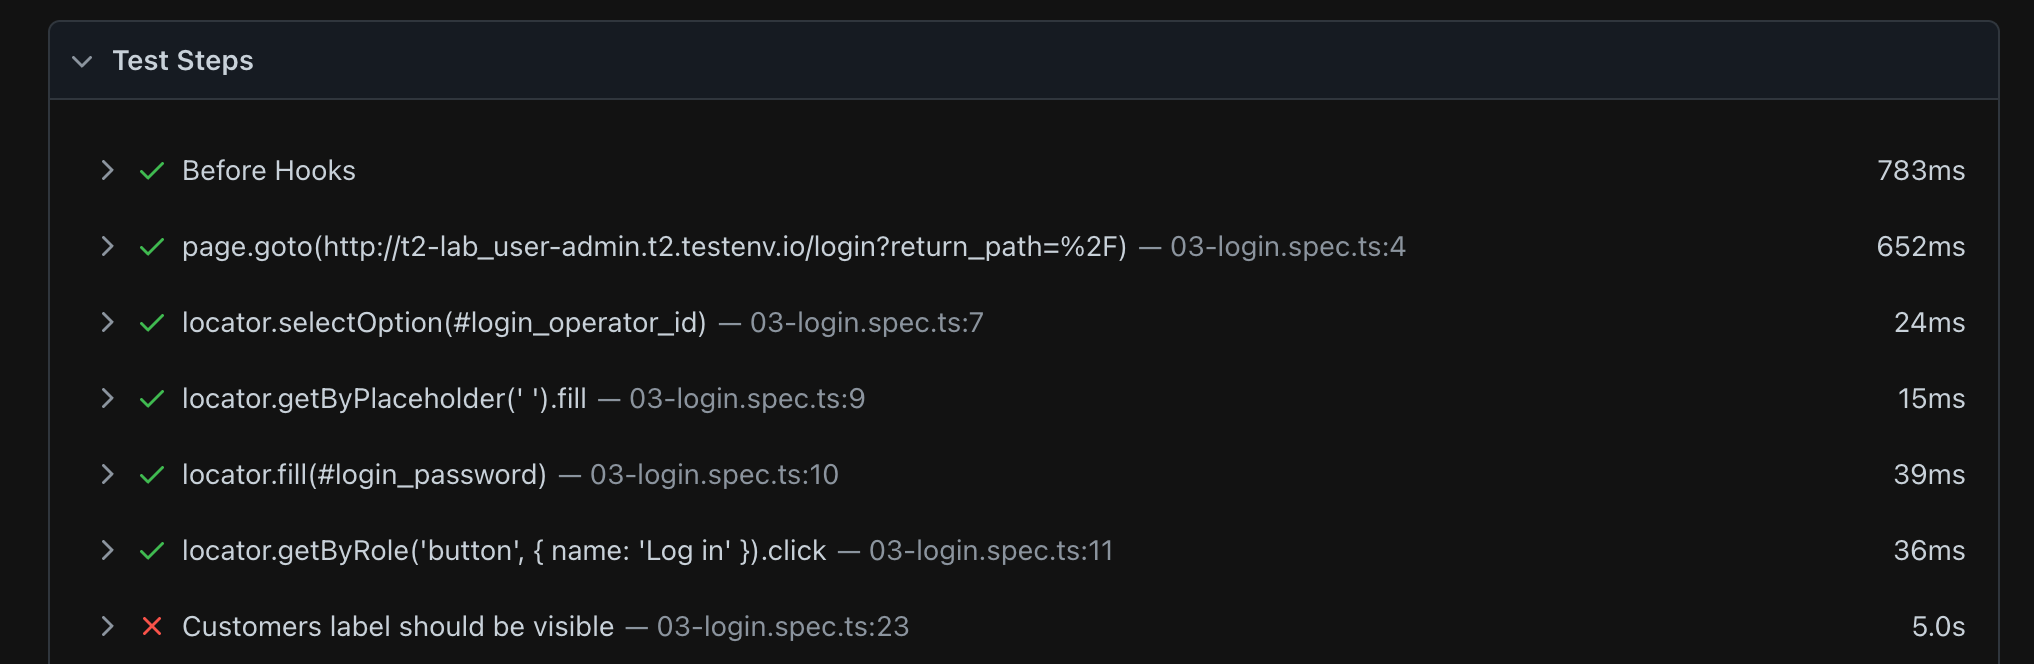 Test Steps
Before Hooks 783ms
page.goto(http://t2-lab_user-admin.t2.testenv.io/login?return_path=%2F) — 03-login.spec.ts:4 652ms
locator.selectOption(#login_operator_id) — 03-login.spec.ts:7 24ms
locator.getByPlaceholder(' ').fill — 03-login.spec.ts:9 15ms
locator.fill(#login_password) — 03-login.spec.ts:10 39ms
locator.getByRole('button', { name: 'Log in' }).click — 03-login.spec.ts:11 36ms
Customers label should be visible — 03-login.spec.ts:23 5.0s